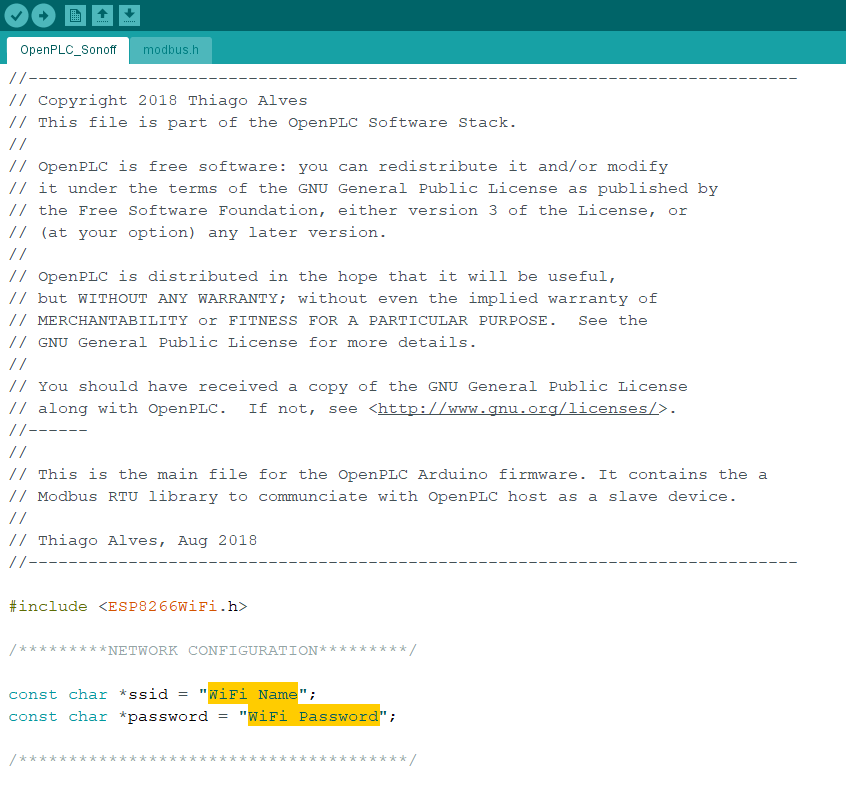 OpenPLC_Sonoff
modbus.h
//-----------------------------------------------------------------------------
// Copyright 2018 Thiago Alves
// This file is part of the OpenPLC Software Stack.
//
// OpenPLC is free software: you can redistribute it and/or modify
// it under the terms of the GNU General Public License as published by
// the Free Software Foundation, either version 3 of the License, or
// (at your option) any later version.
//
// OpenPLC is distributed in the hope that it will be useful,
// but WITHOUT ANY WARRANTY; without even the implied warranty of
// MERCHANTABILITY or FITNESS FOR A PARTICULAR PURPOSE.  See the
// GNU General Public License for more details.
//
// You should have received a copy of the GNU General Public License
// along with OpenPLC.  If not, see <http://www.gnu.org/licenses/>.
//------
//
// This is the main file for the OpenPLC Arduino firmware. It contains the a
// Modbus RTU library to communciate with OpenPLC host as a slave device.
//
// Thiago Alves, Aug 2018
//-----------------------------------------------------------------------------
#include <ESP8266WiFi.h>
/*********NETWORK CONFIGURATION*********/
const char *ssid = "WiFi Name";
const char *password = "WiFi Password";
/***************************************/